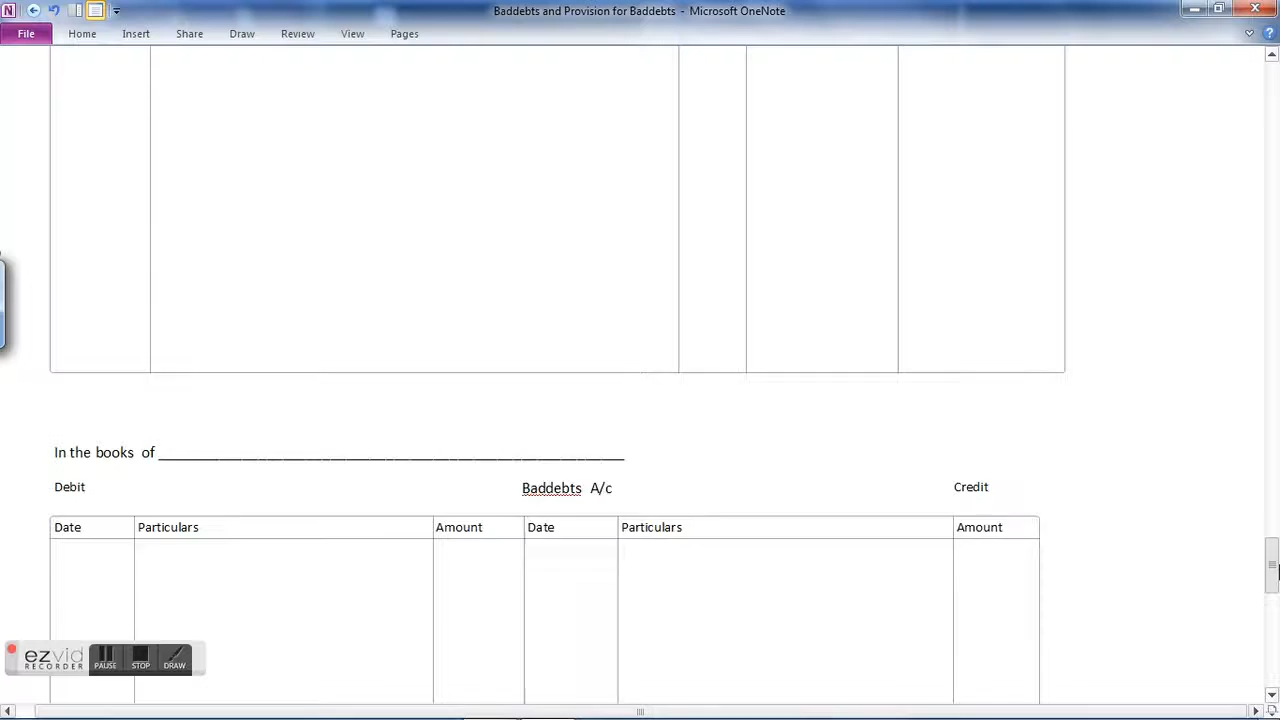 Baddebts and Provision for Baddebts - Microsoft OneNote
File Home Insert Share Draw Review View Pages
In the books of ____________________________________________________________
Debit Baddebts A/c Credit
Date Particulars Amount Date Particulars Amount
ezvid
RECORDER
PAUSE STOP DRAW